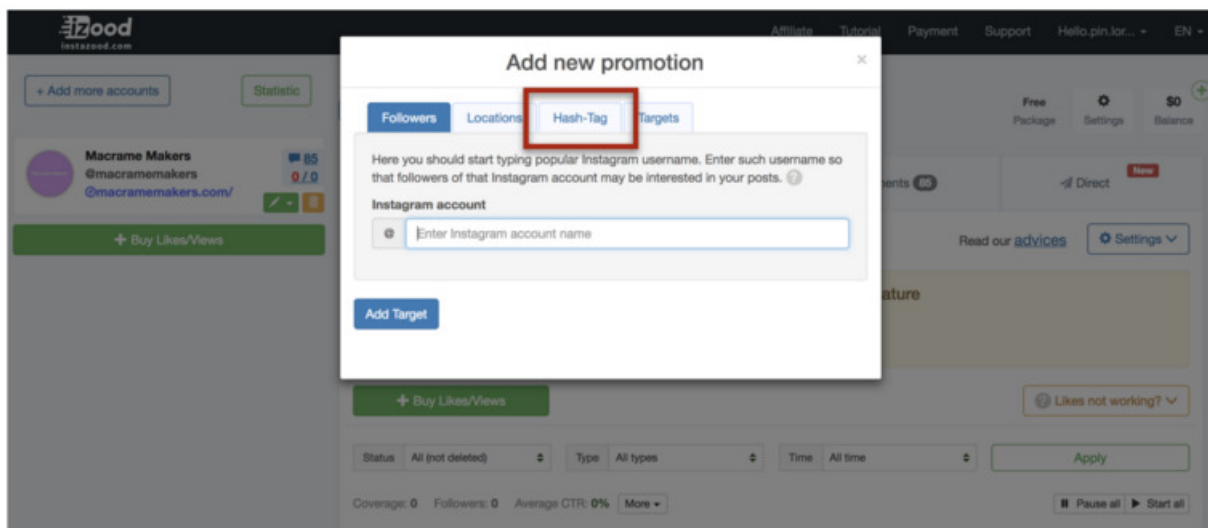 izood
instazood.com
Affiliate Tutorial Payment Support Hello.pin.lor... EN
+ Add more accounts
Statistic
Macrame Makers
@macramemakers
@macramemakers.com/
85
0 / 0
+ Buy Likes/Views
Add new promotion
×
Followers Locations Hash-Tag Targets
Here you should start typing popular Instagram username. Enter such username so
that followers of that Instagram account may be interested in your posts. ?
Instagram account
@ Enter Instagram account name
Add Target
Free
Package
Settings
$0
Balance
ents 85
Direct
New
Read our advices
Settings
ature
+ Buy Likes/Views
? Likes not working?
Status All (not deleted) Type All types Time All time Apply
Coverage: 0 Followers: 0 Average CTR: 0% More Pause all Start all